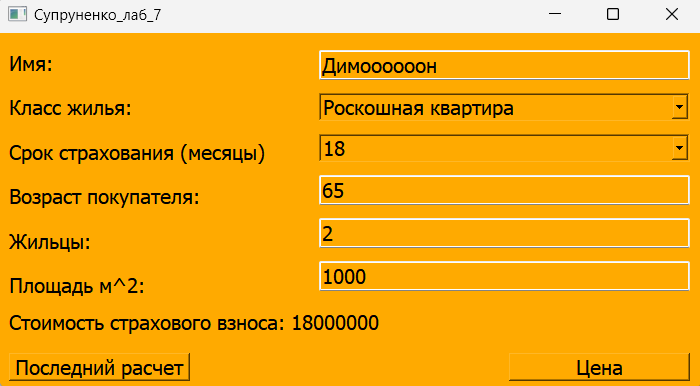 Супруненко_лаб_7
Имя: Димоооооон
Класс жилья: Роскошная квартира
Срок страхования (месяцы) 18
Возраст покупателя: 65
Жильцы: 2
Площадь м^2: 1000
Стоимость страхового взноса: 18000000
Последний расчет Цена